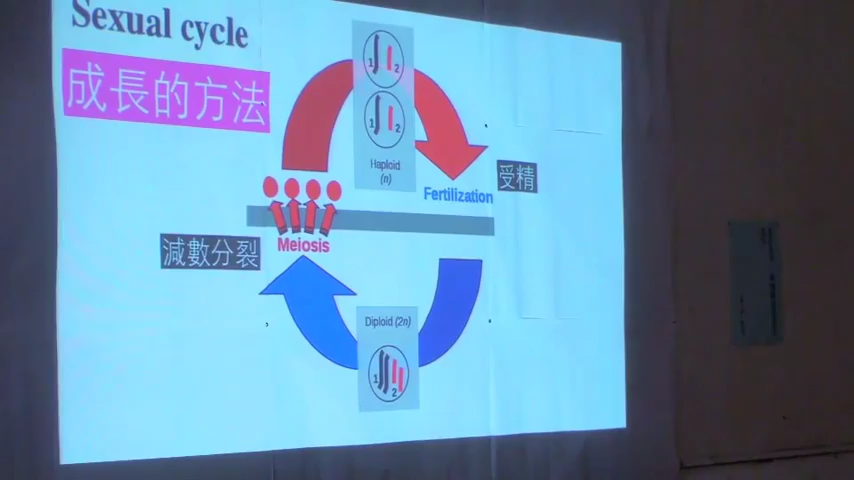 Sexual cycle
成長的方法
1 2
1 2
Haploid
(n)
受精
Fertilization
減數分裂
Meiosis
Diploid (2n)
1
2